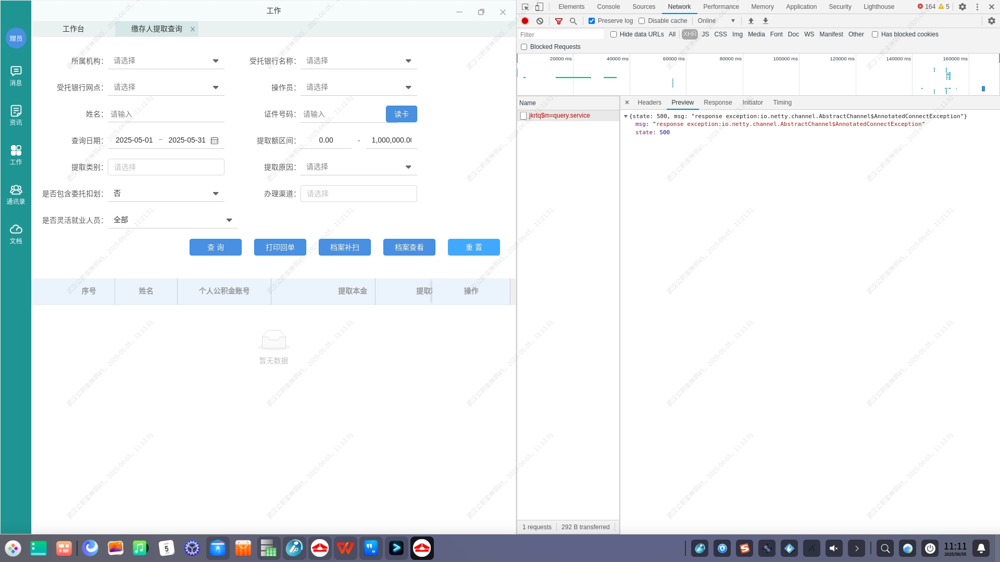 工作
工作台
缴存人提取查询
理员
消息
资讯
工作
通讯录
文档
所属机构: 请选择
受托银行名称: 请选择
受托银行网点: 请选择
操作员: 请选择
姓名: 请输入
证件号码: 请输入
读卡
查询日期: 2025-05-01 ~ 2025-05-31
提取额区间: 0.00 - 1,000,000.00
提取类别: 请选择
提取原因: 请选择
是否包含委托扣划: 否
办理渠道: 请选择
是否灵活就业人员: 全部
查 询
打印回单
档案补扫
档案查看
重 置
序号 姓名 个人公积金账号 提取本金 提取 操作
暂无数据
Elements Console Sources Network Performance Memory Application Security Lighthouse 164 5
Preserve log Disable cache Online
Filter Hide data URLs All XHR JS CSS Img Media Font Doc WS Manifest Other Has blocked cookies
Blocked Requests
20000 ms 40000 ms 60000 ms 80000 ms 100000 ms 120000 ms 140000 ms 160000 ms
Name
Headers Preview Response Initiator Timing
jkrtq$m=query.service
{state: 500, msg: "response exception:io.netty.channel.AbstractChannel$AnnotatedConnectException"}
msg: "response exception:io.netty.channel.AbstractChannel$AnnotatedConnectException"
state: 500
1 requests 292 B transferred
5
11:11
2025/06/05